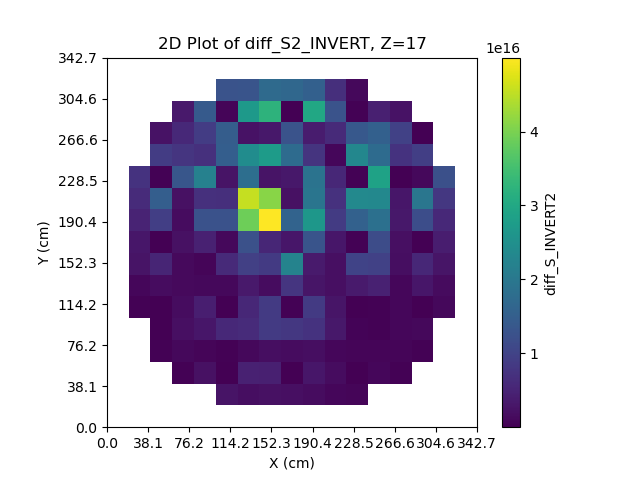 2D Plot of diff_S2_INVERT, Z=17
1e16
342.7
304.6
266.6
228.5
190.4
152.3
114.2
76.2
38.1
0.0
Y (cm)
0.0 38.1 76.2 114.2 152.3 190.4 228.5 266.6 304.6 342.7
X (cm)
4
3
2
1
diff_S_INVERT2